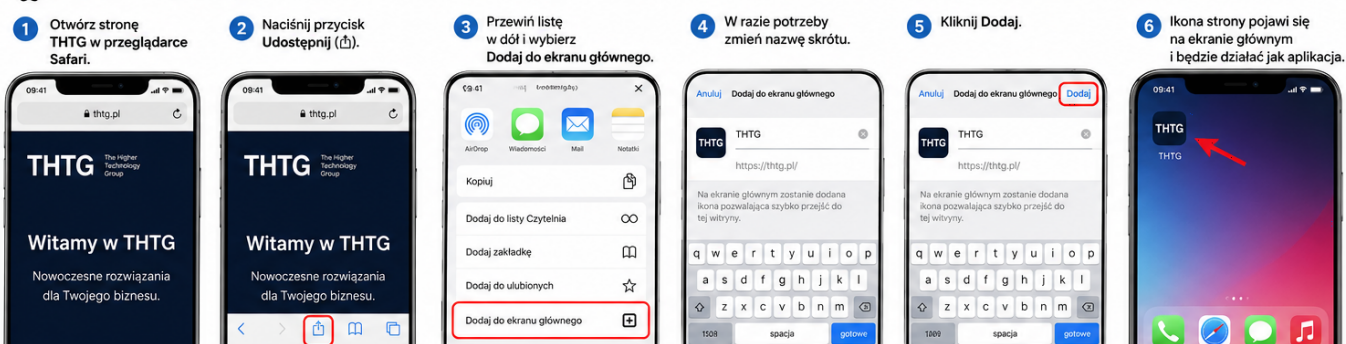 1 Otwórz stronę
THTG w przeglądarce
Safari.
09:41
thtg.pl
THTG The Higher
Technology
Group
Witamy w THTG
Nowoczesne rozwiązania
dla Twojego biznesu.
2 Naciśnij przycisk
Udostępnij ( ).
09:41
thtg.pl
THTG The Higher
Technology
Group
Witamy w THTG
Nowoczesne rozwiązania
dla Twojego biznesu.
3 Przewiń listę
w dół i wybierz
Dodaj do ekranu głównego.
09:41
AirDrop Wiadomości Mail Notatki
Kopiuj
Dodaj do listy Czytelnia
Dodaj zakładkę
Dodaj do ulubionych
Dodaj do ekranu głównego
4 W razie potrzeby
zmień nazwę skrótu.
Anuluj Dodaj do ekranu głównego
THTG THTG
https://thtg.pl/
Na ekranie głównym zostanie dodana
ikona pozwalająca szybko przejść do
tej witryny.
q w e r t y u i o p
a s d f g h j k l
z x c v b n m
1508 spacja gotowe
5 Kliknij Dodaj.
Anuluj Dodaj do ekranu głównego Dodaj
THTG THTG
https://thtg.pl/
Na ekranie głównym zostanie dodana
ikona pozwalająca szybko przejść do
tej witryny.
q w e r t y u i o p
a s d f g h j k l
z x c v b n m
spacja gotowe
6 Ikona strony pojawi się
na ekranie głównym
i będzie działać jak aplikacja.
09:41
THTG
THTG